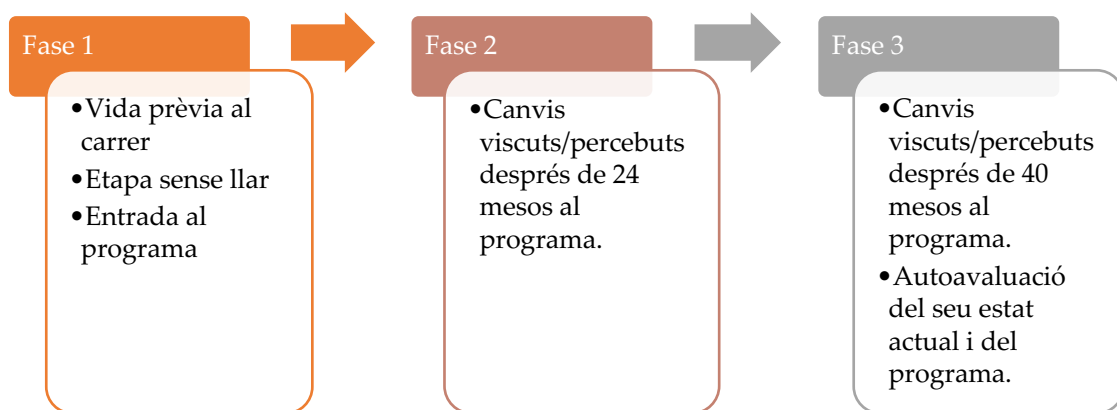 Fase 1
•Vida prèvia al
carrer
•Etapa sense llar
•Entrada al
programa
Fase 2
•Canvis
viscuts/percebuts
després de 24
mesos al
programa.
Fase 3
•Canvis
viscuts/percebuts
després de 40
mesos al
programa.
•Autoavaluació
del seu estat
actual i del
programa.